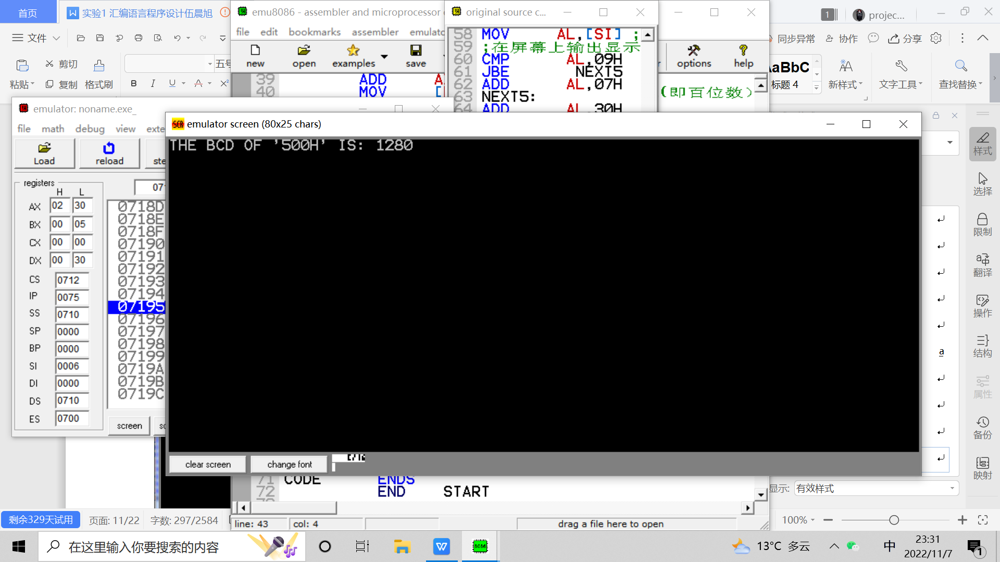 首页
实验1 汇编语言程序设计伍晨旭
emu8086 - assembler and microprocessor
original source c...
1
projec...
文件
file edit bookmarks assembler emulato
同步异常
协作
分享
new open examples save
options help
粘贴
剪切
复制
格式刷
五号
B I U A X²
AaBbC
标题 4
新样式
文字工具
查找替换
39 ADD
40 MOV
(即百位数)
58 MOV AL,[SI] ;
59 ;在屏幕上输出显示
60 CMP AL,09H
61 JBE NEXT5
62 ADD AL,07H
63 NEXT5:
64 ADD AL,30H
emulator: noname.exe_
file math debug view exte
Load reload ste
emulator screen (80x25 chars)
THE BCD OF '500H' IS: 1280
registers
H L
AX 02 30
BX 00 05
CX 00 00
DX 00 30
CS 0712
IP 0075
SS 0710
SP 0000
BP 0000
SI 0006
DI 0000
DS 0710
ES 0700
071
0718D
0718E
0718F
07190
07191
07192
07193
07194
07195
07196
07197
07198
07199
0719A
0719B
0719C
screen
clear screen
change font
71 CODE ENDS
72 END START
line: 43
col: 4
drag a file here to open
样式
选择
限制
翻译
操作
结构
属性
备份
映射
a
显示:
有效样式
剩余329天试用
页面: 11/22
字数: 297/2584
100%
在这里输入你要搜索的内容
8086
13°C 多云
中
23:31
2022/11/7
1